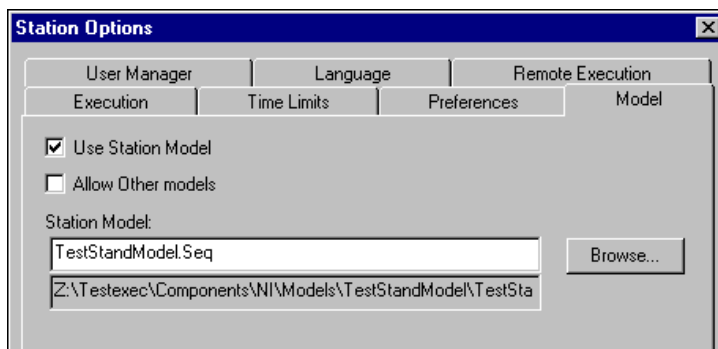 Station Options
User Manager Language Remote Execution
Execution Time Limits Preferences Model
Use Station Model
Allow Other models
Station Model:
TestStandModel.Seq
Browse...
Z:\Testexec\Components\NI\Models\TestStandModel\TestSta